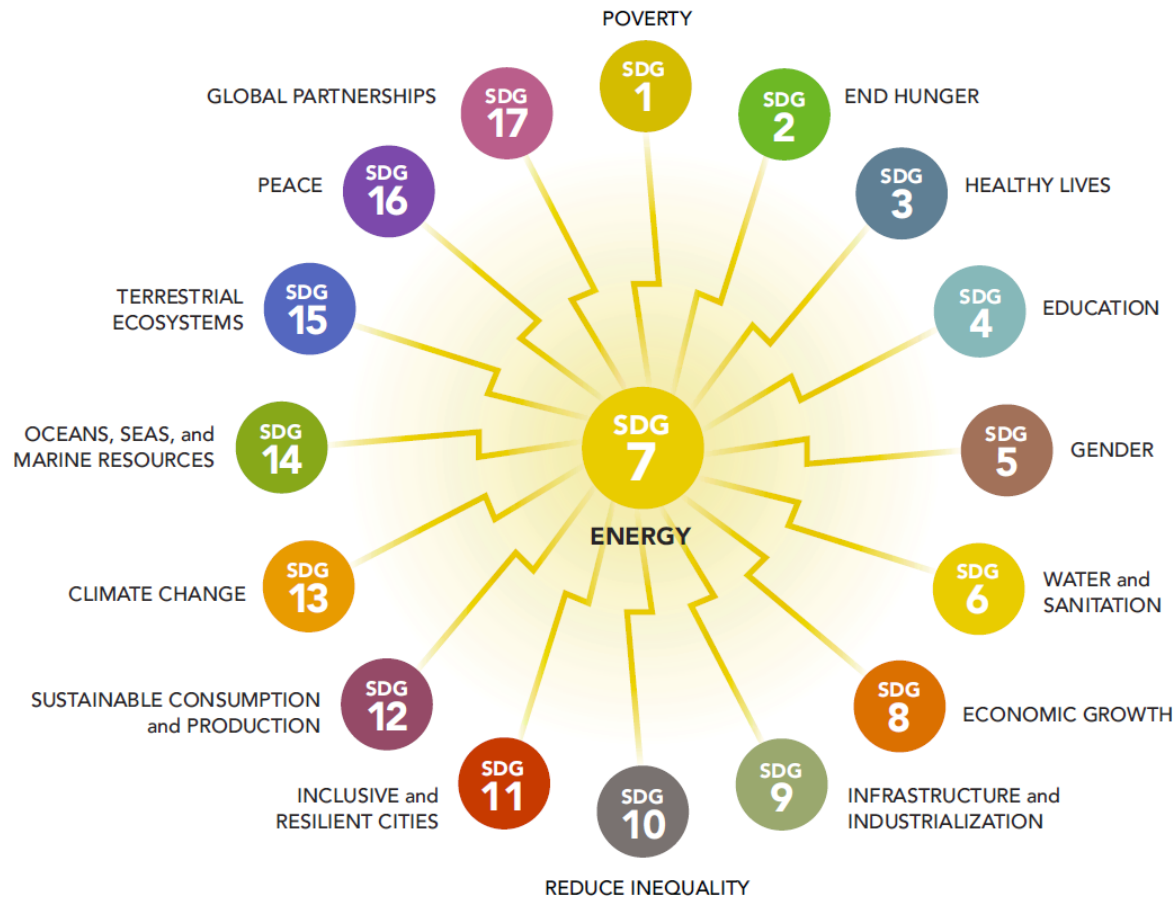 POVERTY
SDG
1
SDG
2
END HUNGER
SDG
3
HEALTHY LIVES
SDG
4
EDUCATION
SDG
5
GENDER
SDG
6
WATER and
SANITATION
SDG
7
ENERGY
SDG
8
ECONOMIC GROWTH
SDG
9
INFRASTRUCTURE and
INDUSTRIALIZATION
SDG
10
REDUCE INEQUALITY
SDG
11
INCLUSIVE and
RESILIENT CITIES
SDG
12
SUSTAINABLE CONSUMPTION
and PRODUCTION
SDG
13
CLIMATE CHANGE
SDG
14
OCEANS, SEAS, and
MARINE RESOURCES
SDG
15
TERRESTRIAL
ECOSYSTEMS
SDG
16
PEACE
SDG
17
GLOBAL PARTNERSHIPS